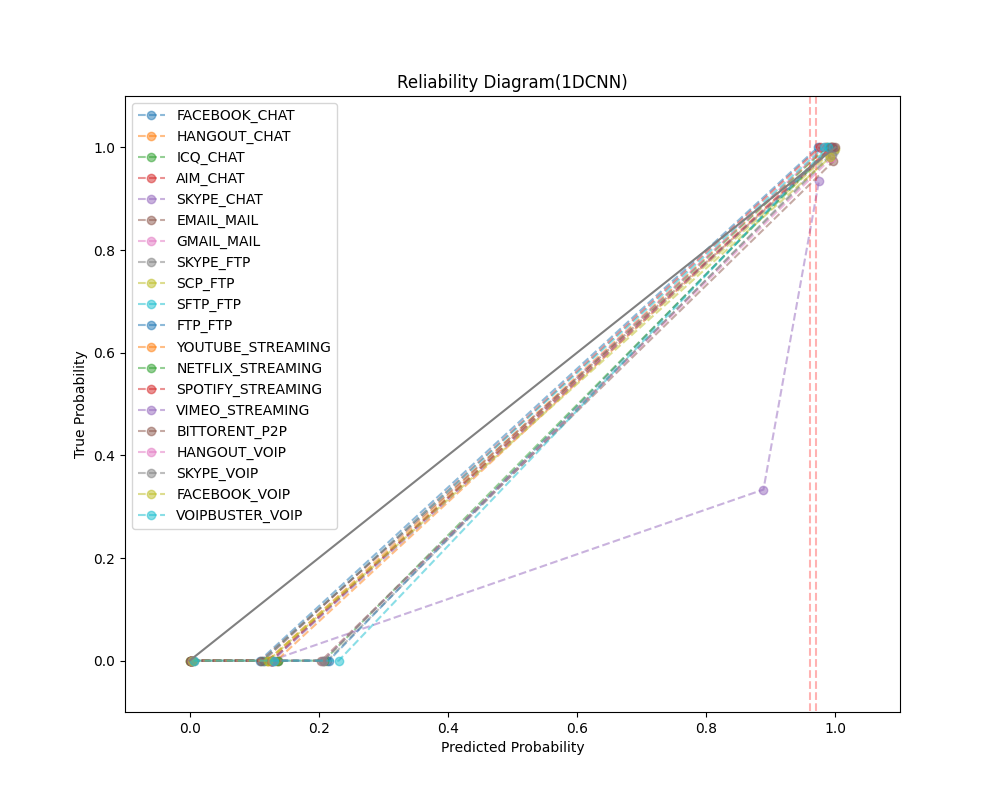 Reliability Diagram(1DCNN)
FACEBOOK_CHAT
HANGOUT_CHAT
ICQ_CHAT
AIM_CHAT
SKYPE_CHAT
EMAIL_MAIL
GMAIL_MAIL
SKYPE_FTP
SCP_FTP
SFTP_FTP
FTP_FTP
YOUTUBE_STREAMING
NETFLIX_STREAMING
SPOTIFY_STREAMING
VIMEO_STREAMING
BITTORENT_P2P
HANGOUT_VOIP
SKYPE_VOIP
FACEBOOK_VOIP
VOIPBUSTER_VOIP
True Probability
1.0
0.8
0.6
0.4
0.2
0.0
0.0 0.2 0.4 0.6 0.8 1.0
Predicted Probability